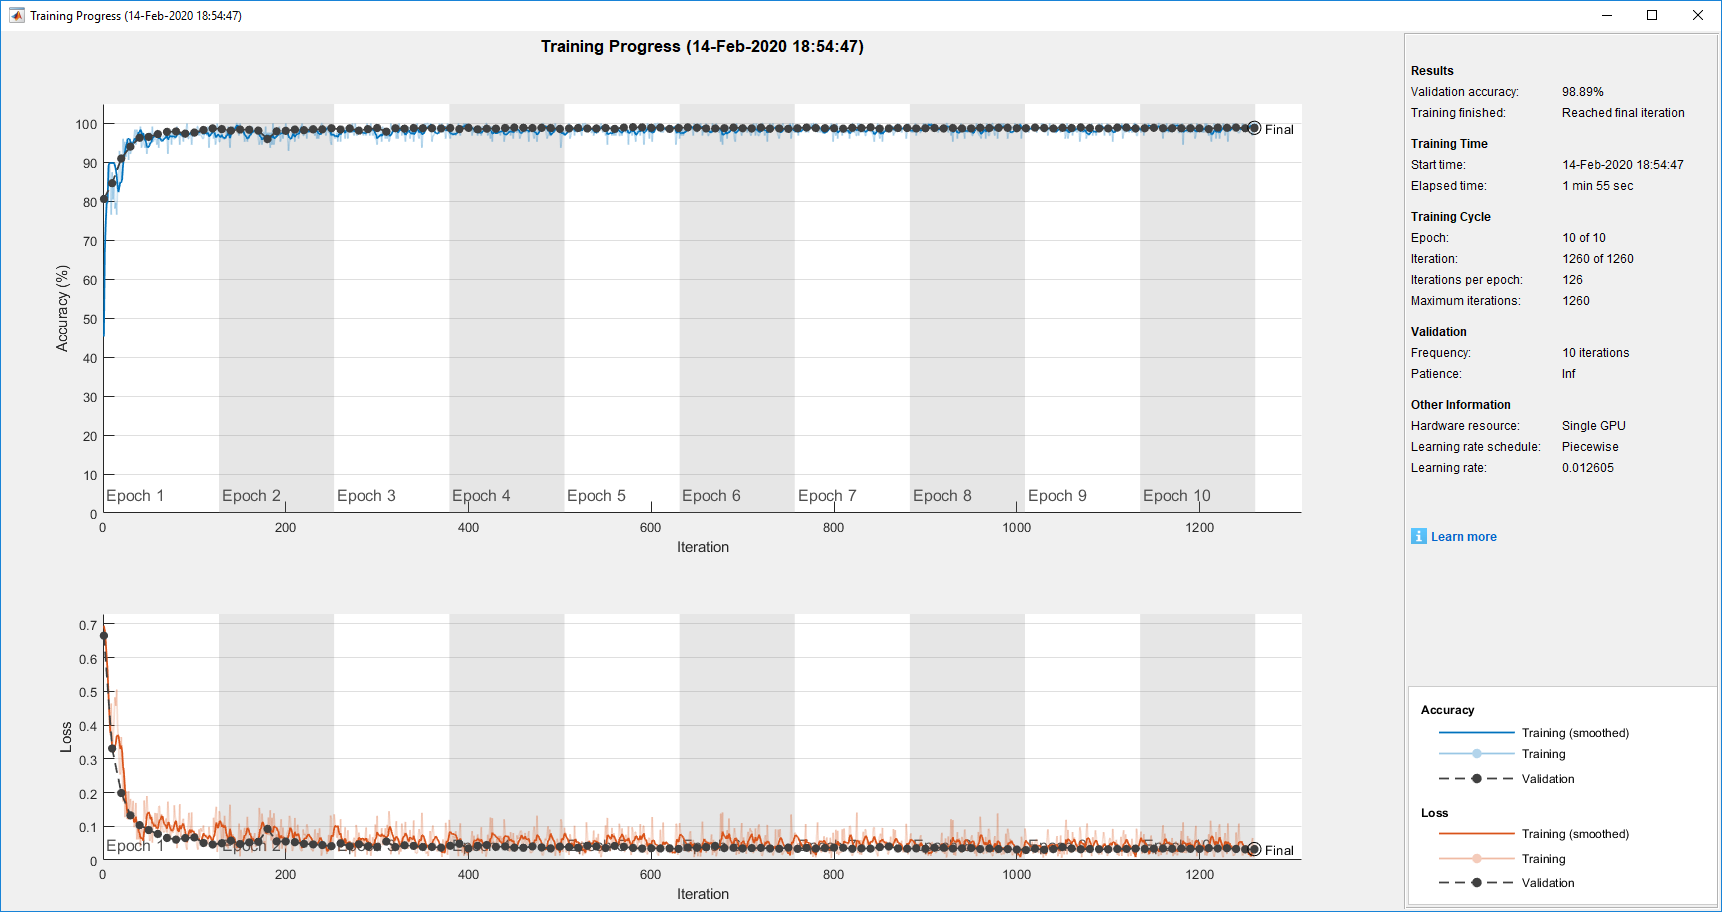 Training Progress (14-Feb-2020 18:54:47)
Training Progress (14-Feb-2020 18:54:47)
Accuracy (%)
100
90
80
70
60
50
40
30
20
10
0
Final
Epoch 1 Epoch 2 Epoch 3 Epoch 4 Epoch 5 Epoch 6 Epoch 7 Epoch 8 Epoch 9 Epoch 10
0 200 400 600 800 1000 1200
Iteration
Loss
0.7
0.6
0.5
0.4
0.3
0.2
0.1
0
Epoch 1 Epoch 2 Epoch 3
Final
0 200 400 600 800 1000 1200
Iteration
Results
Validation accuracy: 98.89%
Training finished: Reached final iteration
Training Time
Start time: 14-Feb-2020 18:54:47
Elapsed time: 1 min 55 sec
Training Cycle
Epoch: 10 of 10
Iteration: 1260 of 1260
Iterations per epoch: 126
Maximum iterations: 1260
Validation
Frequency: 10 iterations
Patience: Inf
Other Information
Hardware resource: Single GPU
Learning rate schedule: Piecewise
Learning rate: 0.012605
i Learn more
Accuracy
Training (smoothed)
Training
Validation
Loss
Training (smoothed)
Training
Validation